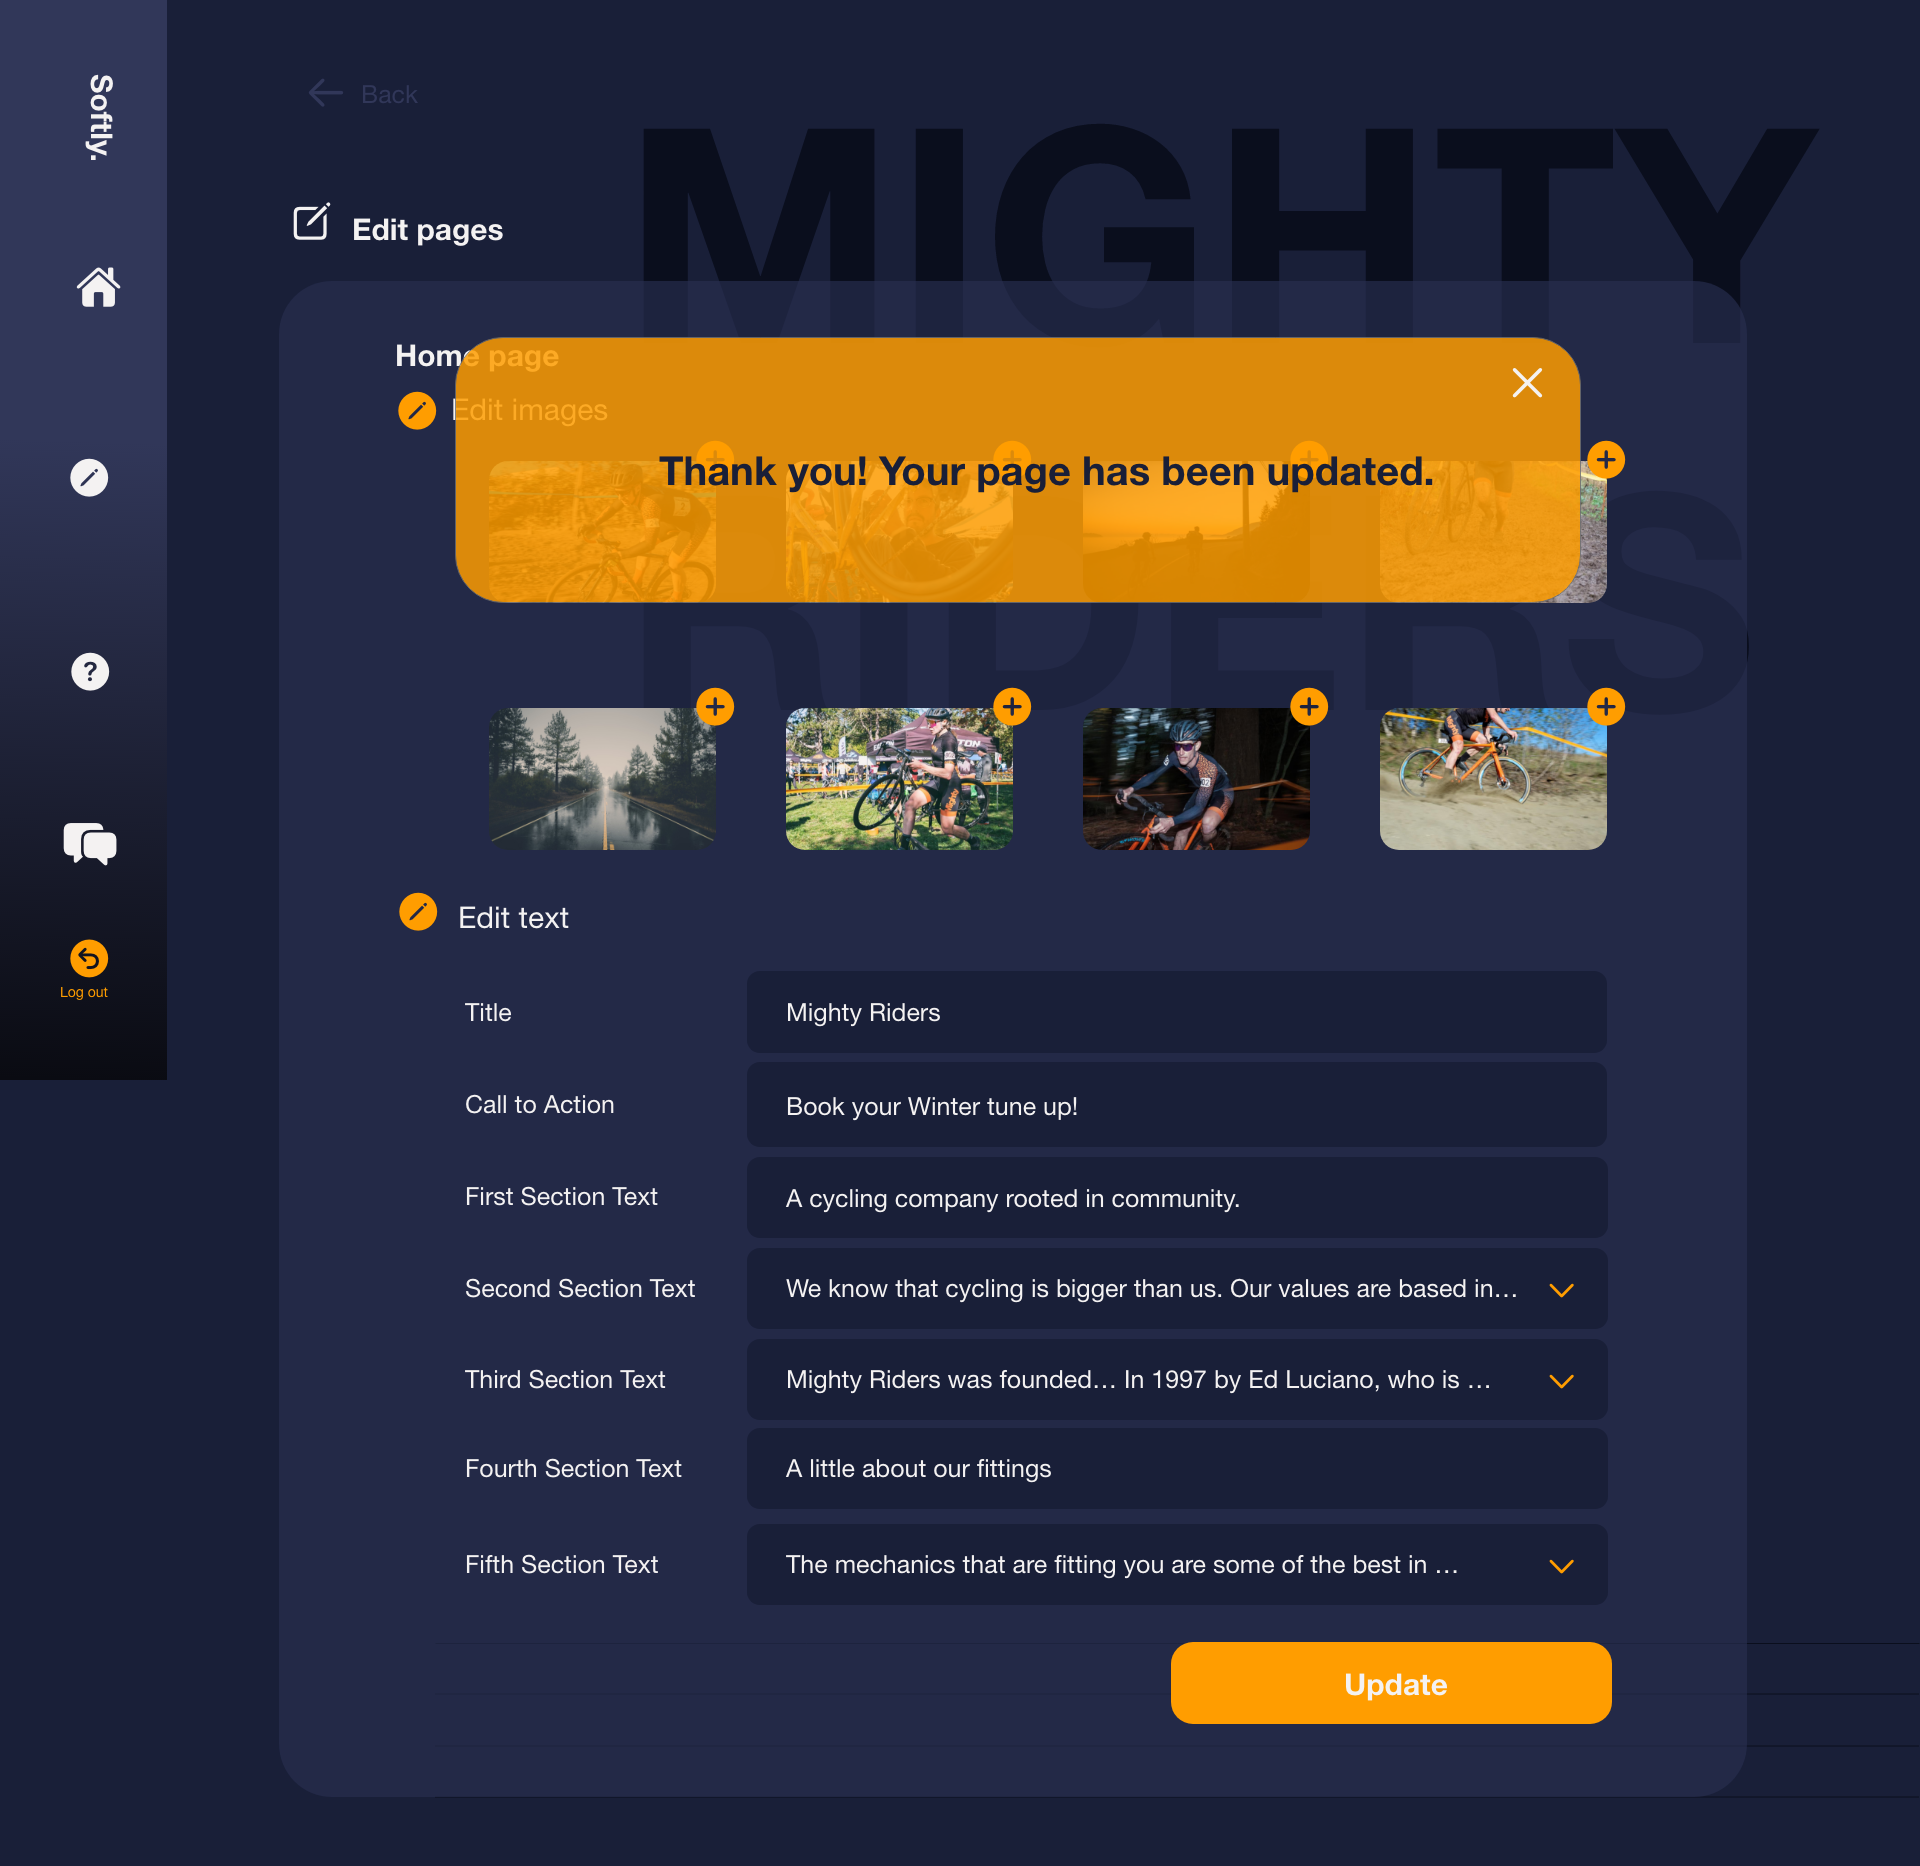 Softly.
Back
MIGHTY
RIDERS
Edit pages
Home page
Edit images
Thank you! Your page has been updated.
Edit text
Log out
Title
Mighty Riders
Call to Action
Book your Winter tune up!
First Section Text
A cycling company rooted in community.
Second Section Text
We know that cycling is bigger than us. Our values are based in…
Third Section Text
Mighty Riders was founded… In 1997 by Ed Luciano, who is …
Fourth Section Text
A little about our fittings
Fifth Section Text
The mechanics that are fitting you are some of the best in …
Update